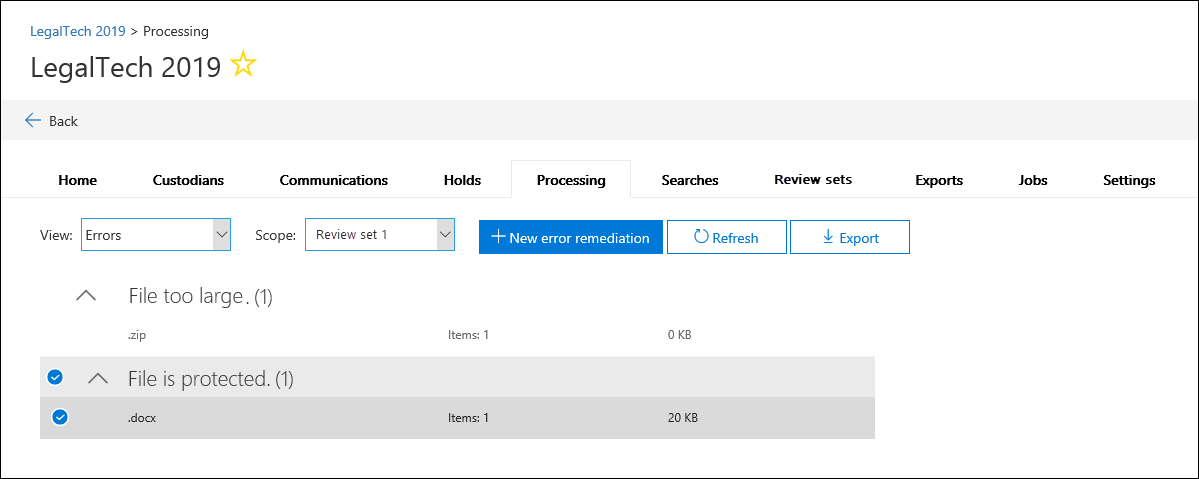 LegalTech 2019 > Processing
LegalTech 2019
Back
Home Custodians Communications Holds Processing Searches Review sets Exports Jobs Settings
View: Errors Scope: Review set 1 New error remediation Refresh Export
File too large. (1)
.zip Items: 1 0 KB
File is protected. (1)
.docx Items: 1 20 KB